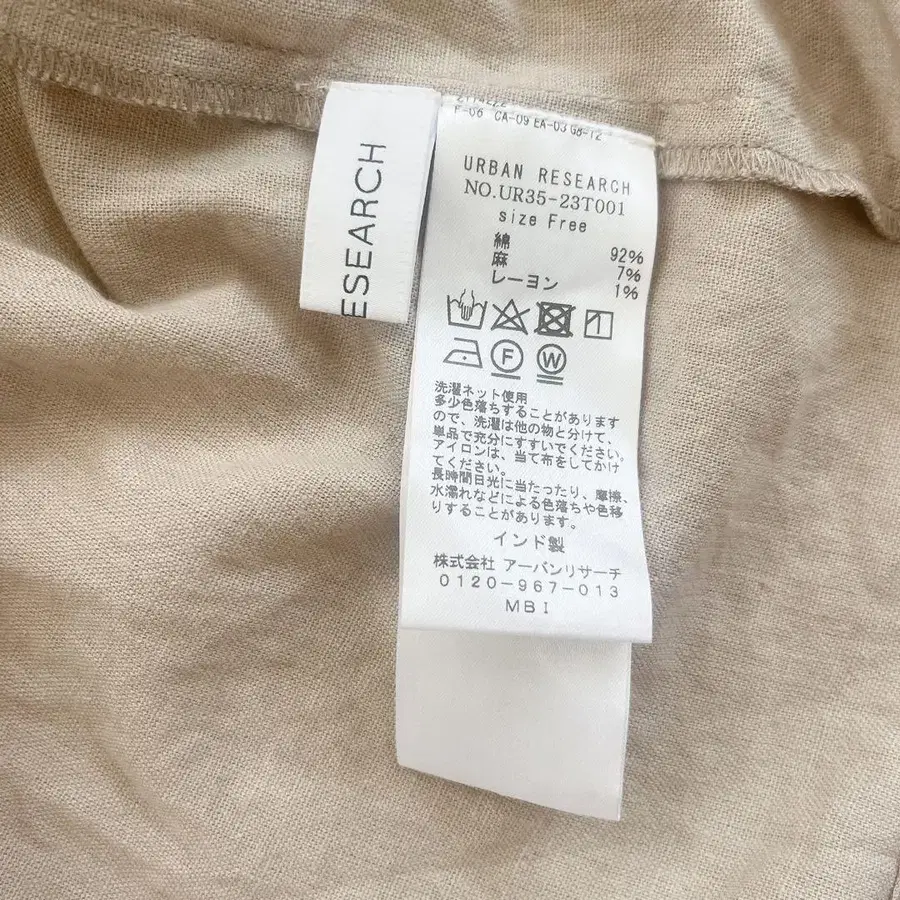 ESEARCH
F-06 CA-09 EA-03 GB-12
URBAN RESEARCH
NO.UR35-23T001
size Free
綿 92%
麻 7%
レーヨン 1%
F W
洗濯ネット使用
多少色落ちすることがあります
ので、洗濯は他の物と分けて、
単品で充分にすすいでください。
アイロンは、当て布をしてかけ
てください。
長時間日光に当たったり、摩擦、
水濡れなどによる色落ちや色移
りすることがあります。
インド製
株式会社 アーバンリサーチ
0120-967-013
MBI